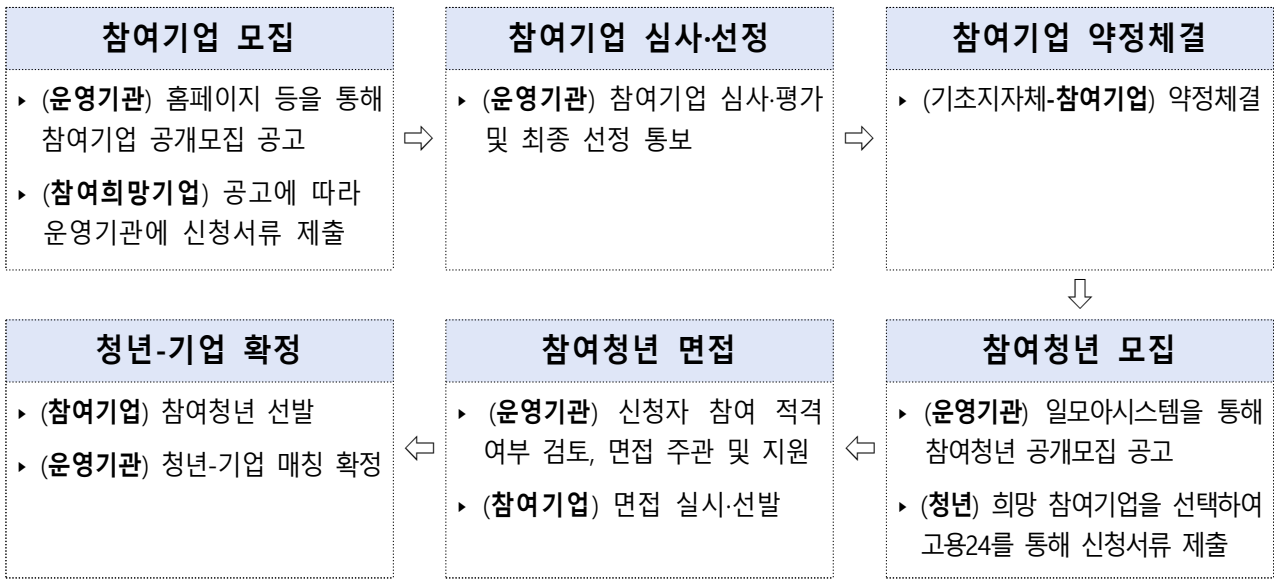 참여기업 모집
▸ (운영기관) 홈페이지 등을 통해
참여기업 공개모집 공고
▸ (참여희망기업) 공고에 따라
운영기관에 신청서류 제출
⇨
참여기업 심사·선정
▸ (운영기관) 참여기업 심사·평가
및 최종 선정 통보
⇨
참여기업 약정체결
▸ (기초지자체-참여기업) 약정체결
⇩
참여청년 모집
▸ (운영기관) 일모아시스템을 통해
참여청년 공개모집 공고
▸ (청년) 희망 참여기업을 선택하여
고용24를 통해 신청서류 제출
⇦
참여청년 면접
▸ (운영기관) 신청자 참여 적격
여부 검토, 면접 주관 및 지원
▸ (참여기업) 면접 실시·선발
⇦
청년-기업 확정
▸ (참여기업) 참여청년 선발
▸ (운영기관) 청년-기업 매칭 확정